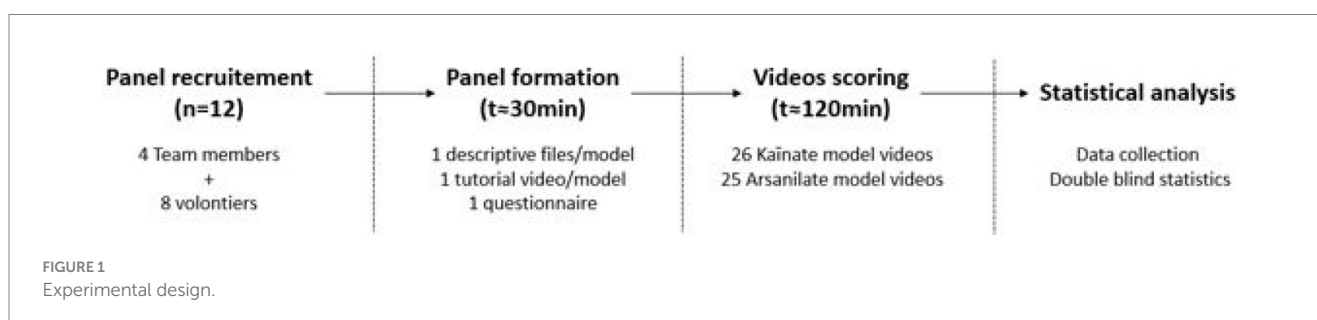 Panel recruitement
(n=12)
4 Team members
+
8 volontiers
Panel formation
(t≈30min)
1 descriptive files/model
1 tutorial video/model
1 questionnaire
Videos scoring
(t≈120min)
26 Kaïnate model videos
25 Arsanilate model videos
Statistical analysis
Data collection
Double blind statistics
FIGURE 1
Experimental design.